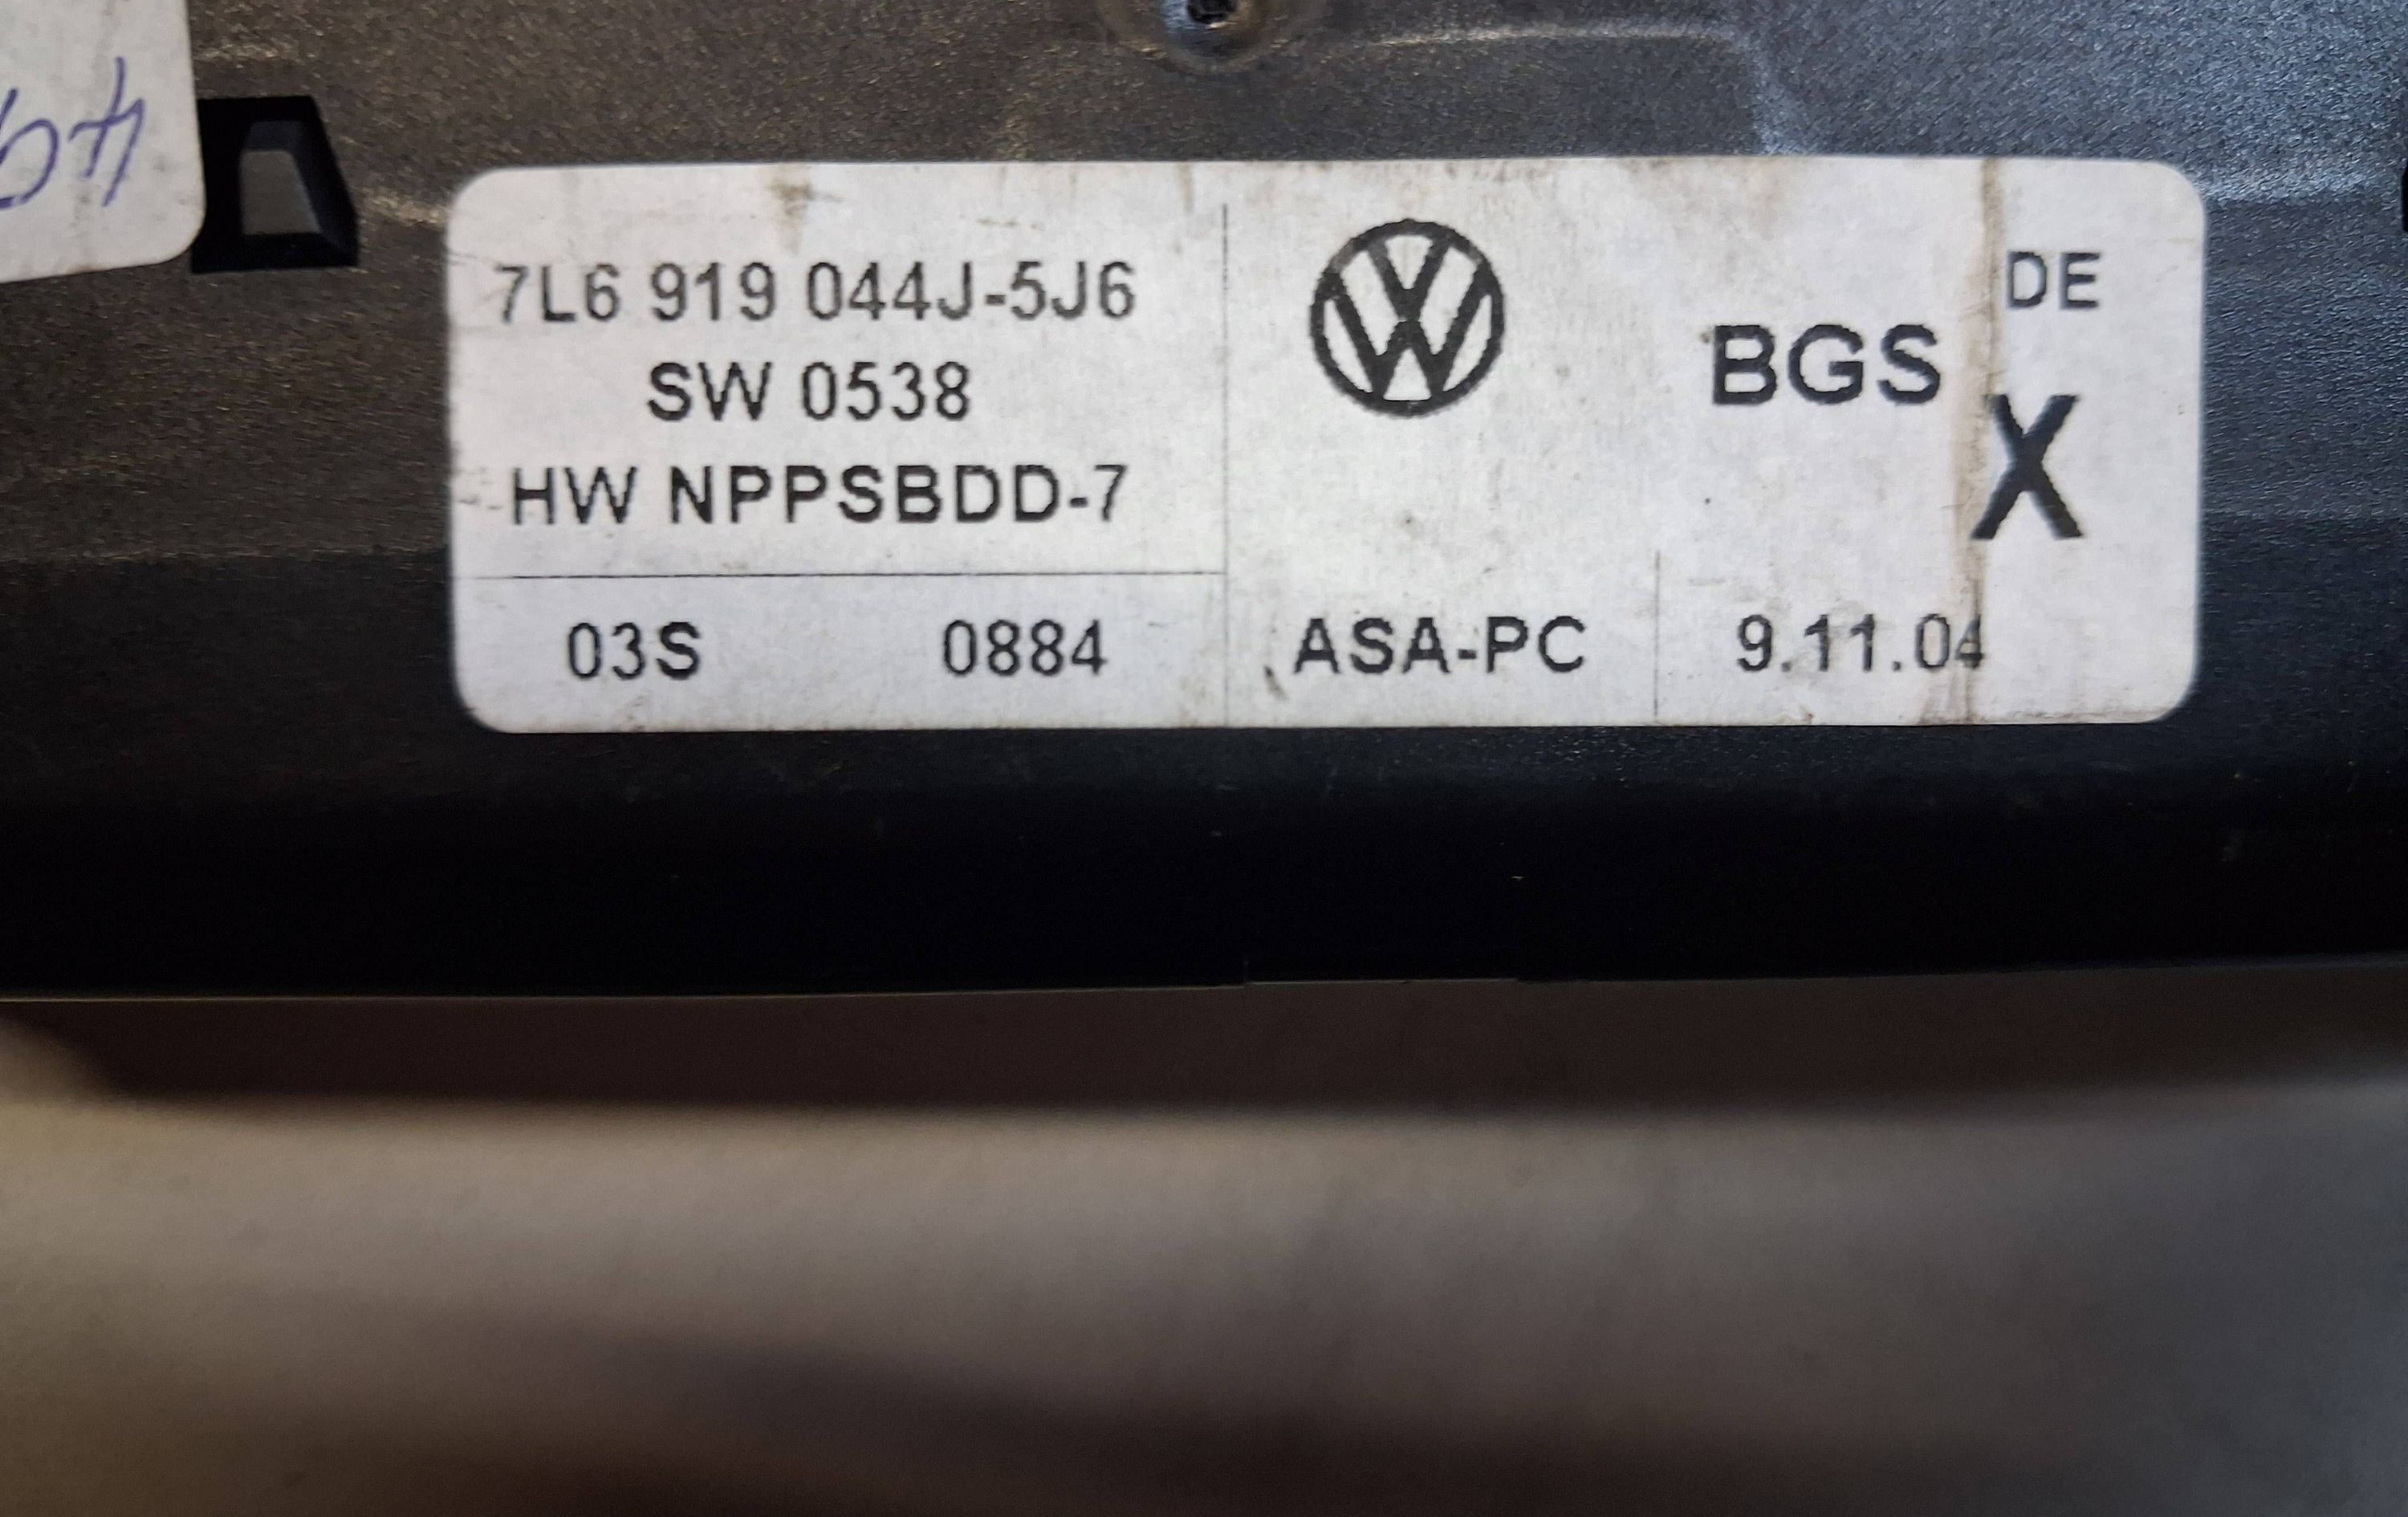 7L6 919 044J-5J6
SW 0538
HW NPPSBDD-7
03S 0884
DE
BGS
X
ASA-PC 9.11.04